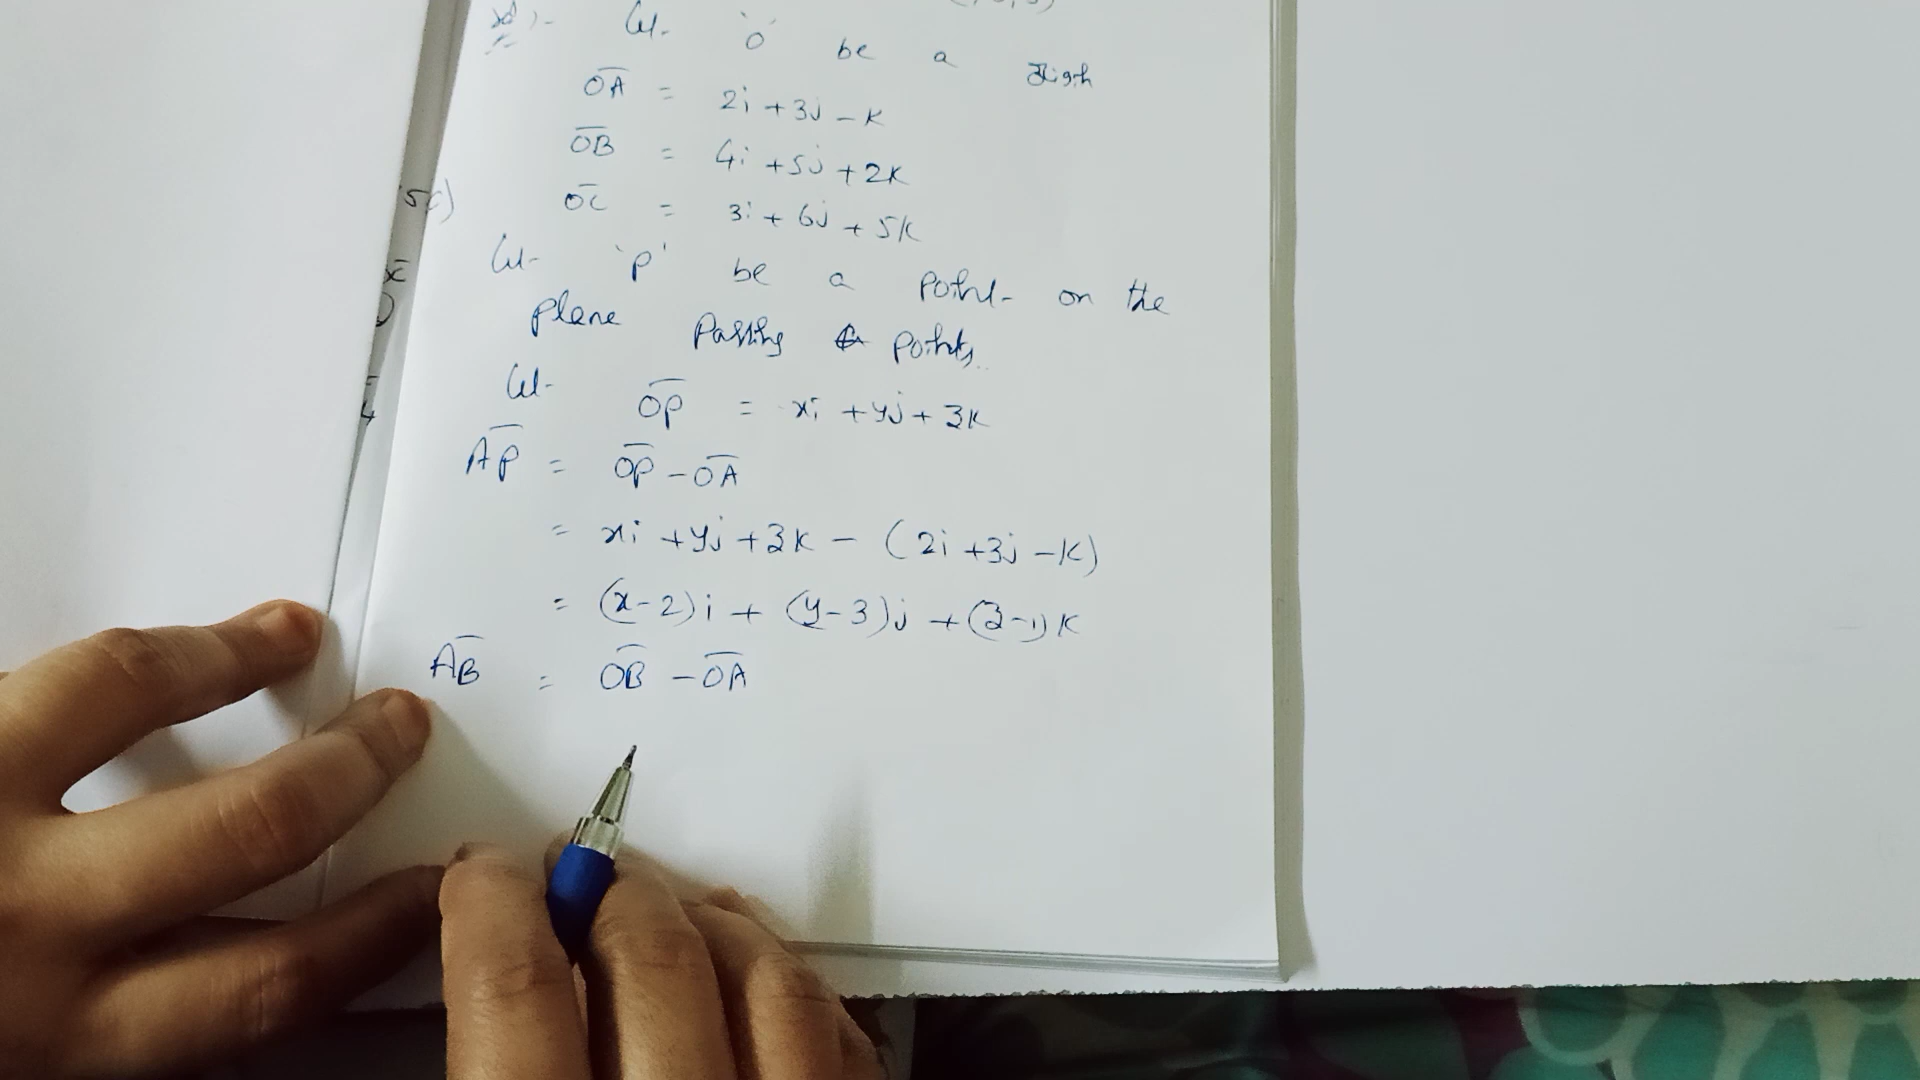 'O' be a
OA = 2i + 3j - k
OB = 4i + 5j + 2k
OC = 3i + 6j + 5k
Let 'P' be a point on the
plane passing points.
Let OP = xi + yj + zk
AP = OP - OA
= xi + yj + zk - (2i + 3j - k)
= (x-2)i + (y-3)j + (z-1)k
AB = OB - OA